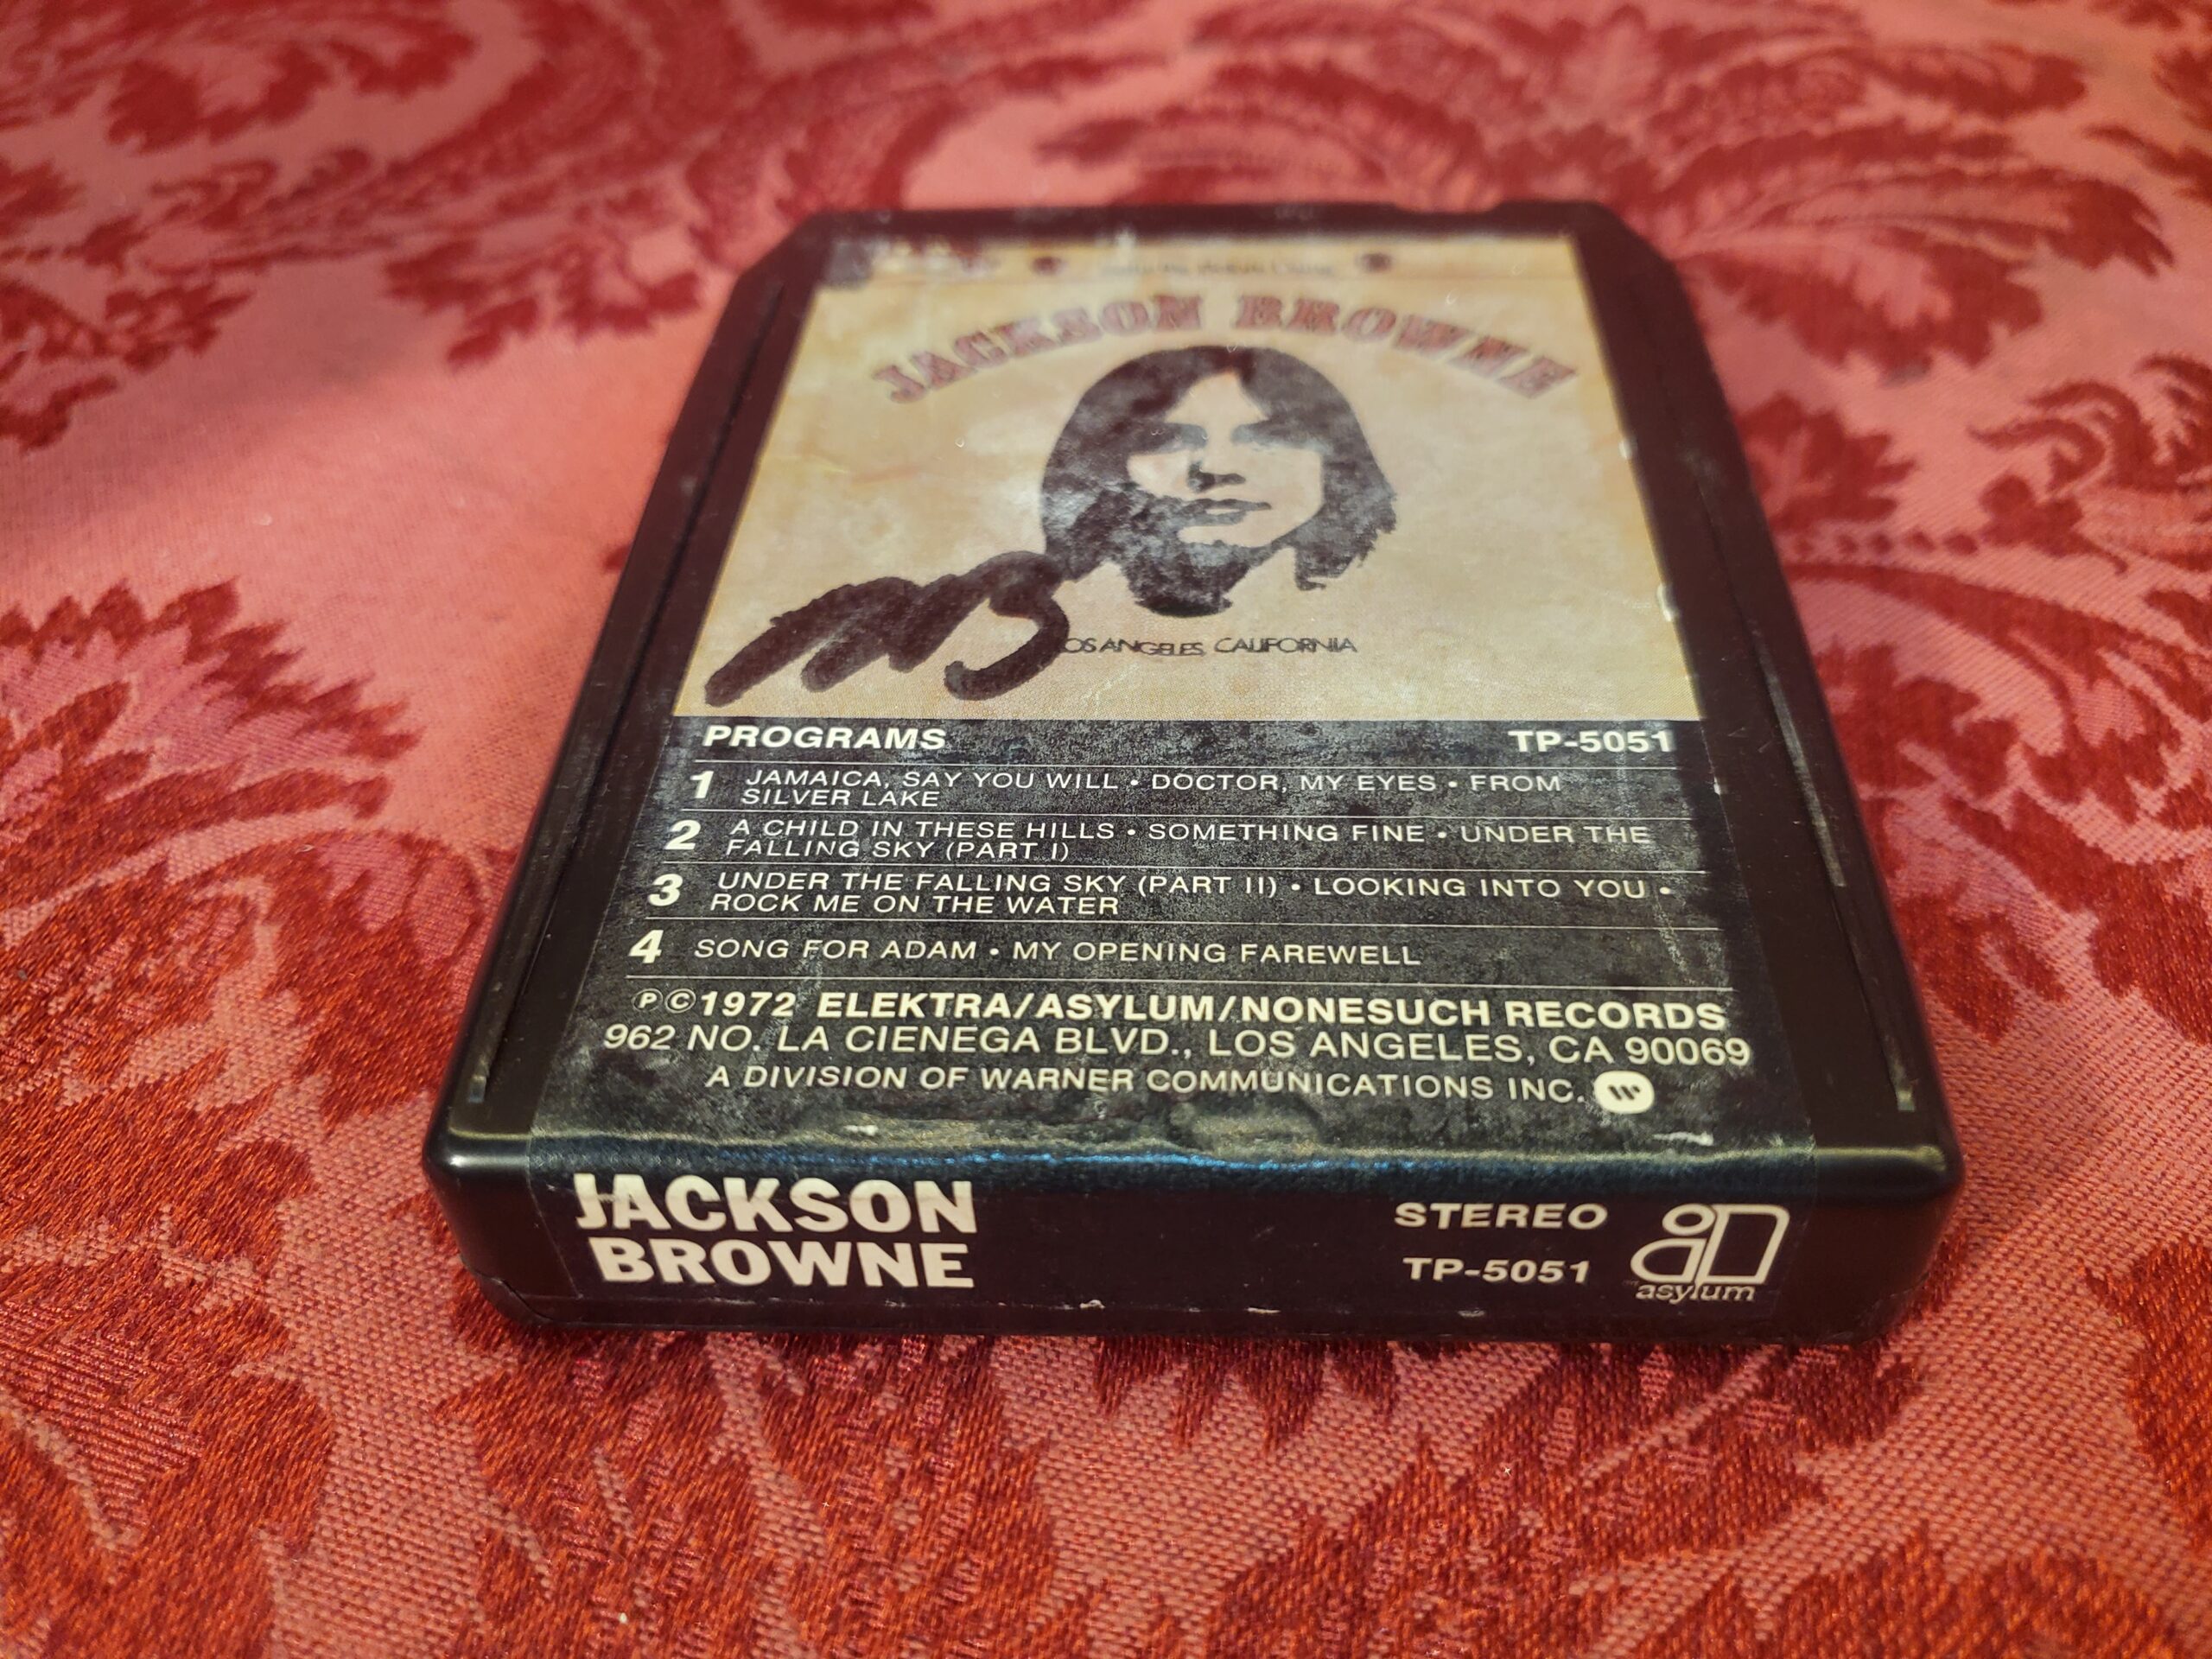 JACKSON BROWNE
LOS ANGELES, CALIFORNIA
PROGRAMS TP-5051
1 JAMAICA, SAY YOU WILL • DOCTOR, MY EYES • FROM
SILVER LAKE
2 A CHILD IN THESE HILLS • SOMETHING FINE • UNDER THE
FALLING SKY (PART I)
3 UNDER THE FALLING SKY (PART II) • LOOKING INTO YOU •
ROCK ME ON THE WATER
4 SONG FOR ADAM • MY OPENING FAREWELL
℗©1972 ELEKTRA/ASYLUM/NONESUCH RECORDS
962 NO. LA CIENEGA BLVD., LOS ANGELES, CA 90069
A DIVISION OF WARNER COMMUNICATIONS INC.
JACKSON
BROWNE
STEREO
TP-5051
asylum